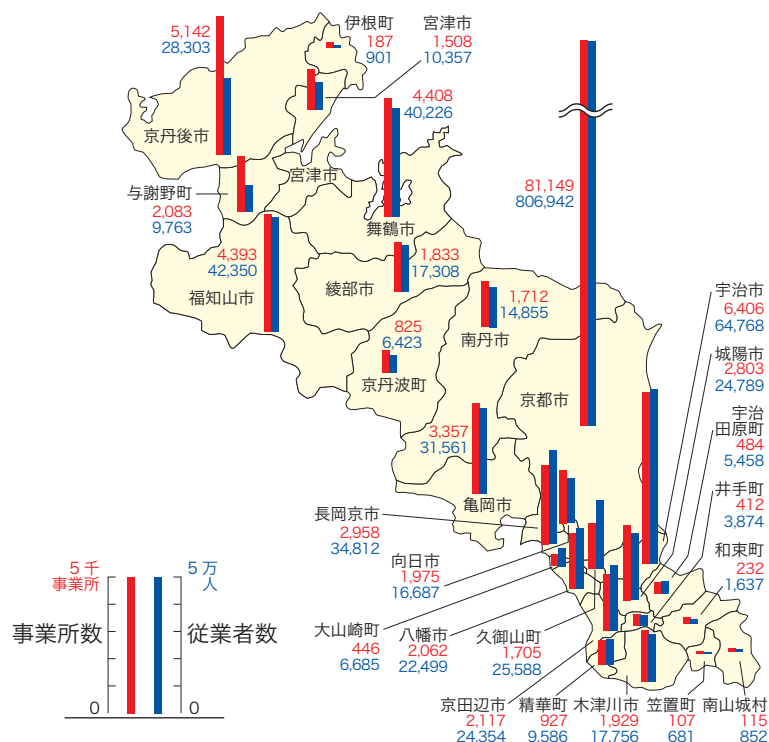 伊根町
187
901
宮津市
1,508
10,357
5,142
28,303
京丹後市
4,408
40,226
宮津市
舞鶴市
与謝野町
2,083
9,763
81,149
806,942
京都市
4,393
42,350
福知山市
1,833
17,308
綾部市
1,712
14,855
南丹市
825
6,423
京丹波町
3,357
31,561
亀岡市
宇治市
6,406
64,768
城陽市
2,803
24,789
宇治
田原町
484
5,458
井手町
412
3,874
和束町
232
1,637
長岡京市
2,958
34,812
向日市
1,975
16,687
大山崎町
446
6,685
八幡市
2,062
22,499
久御山町
1,705
25,588
京田辺市
2,117
24,354
精華町
927
9,586
木津川市
1,929
17,756
笠置町
107
681
南山城村
115
852
5千
事業所
5万
人
事業所数
従業者数
0
0